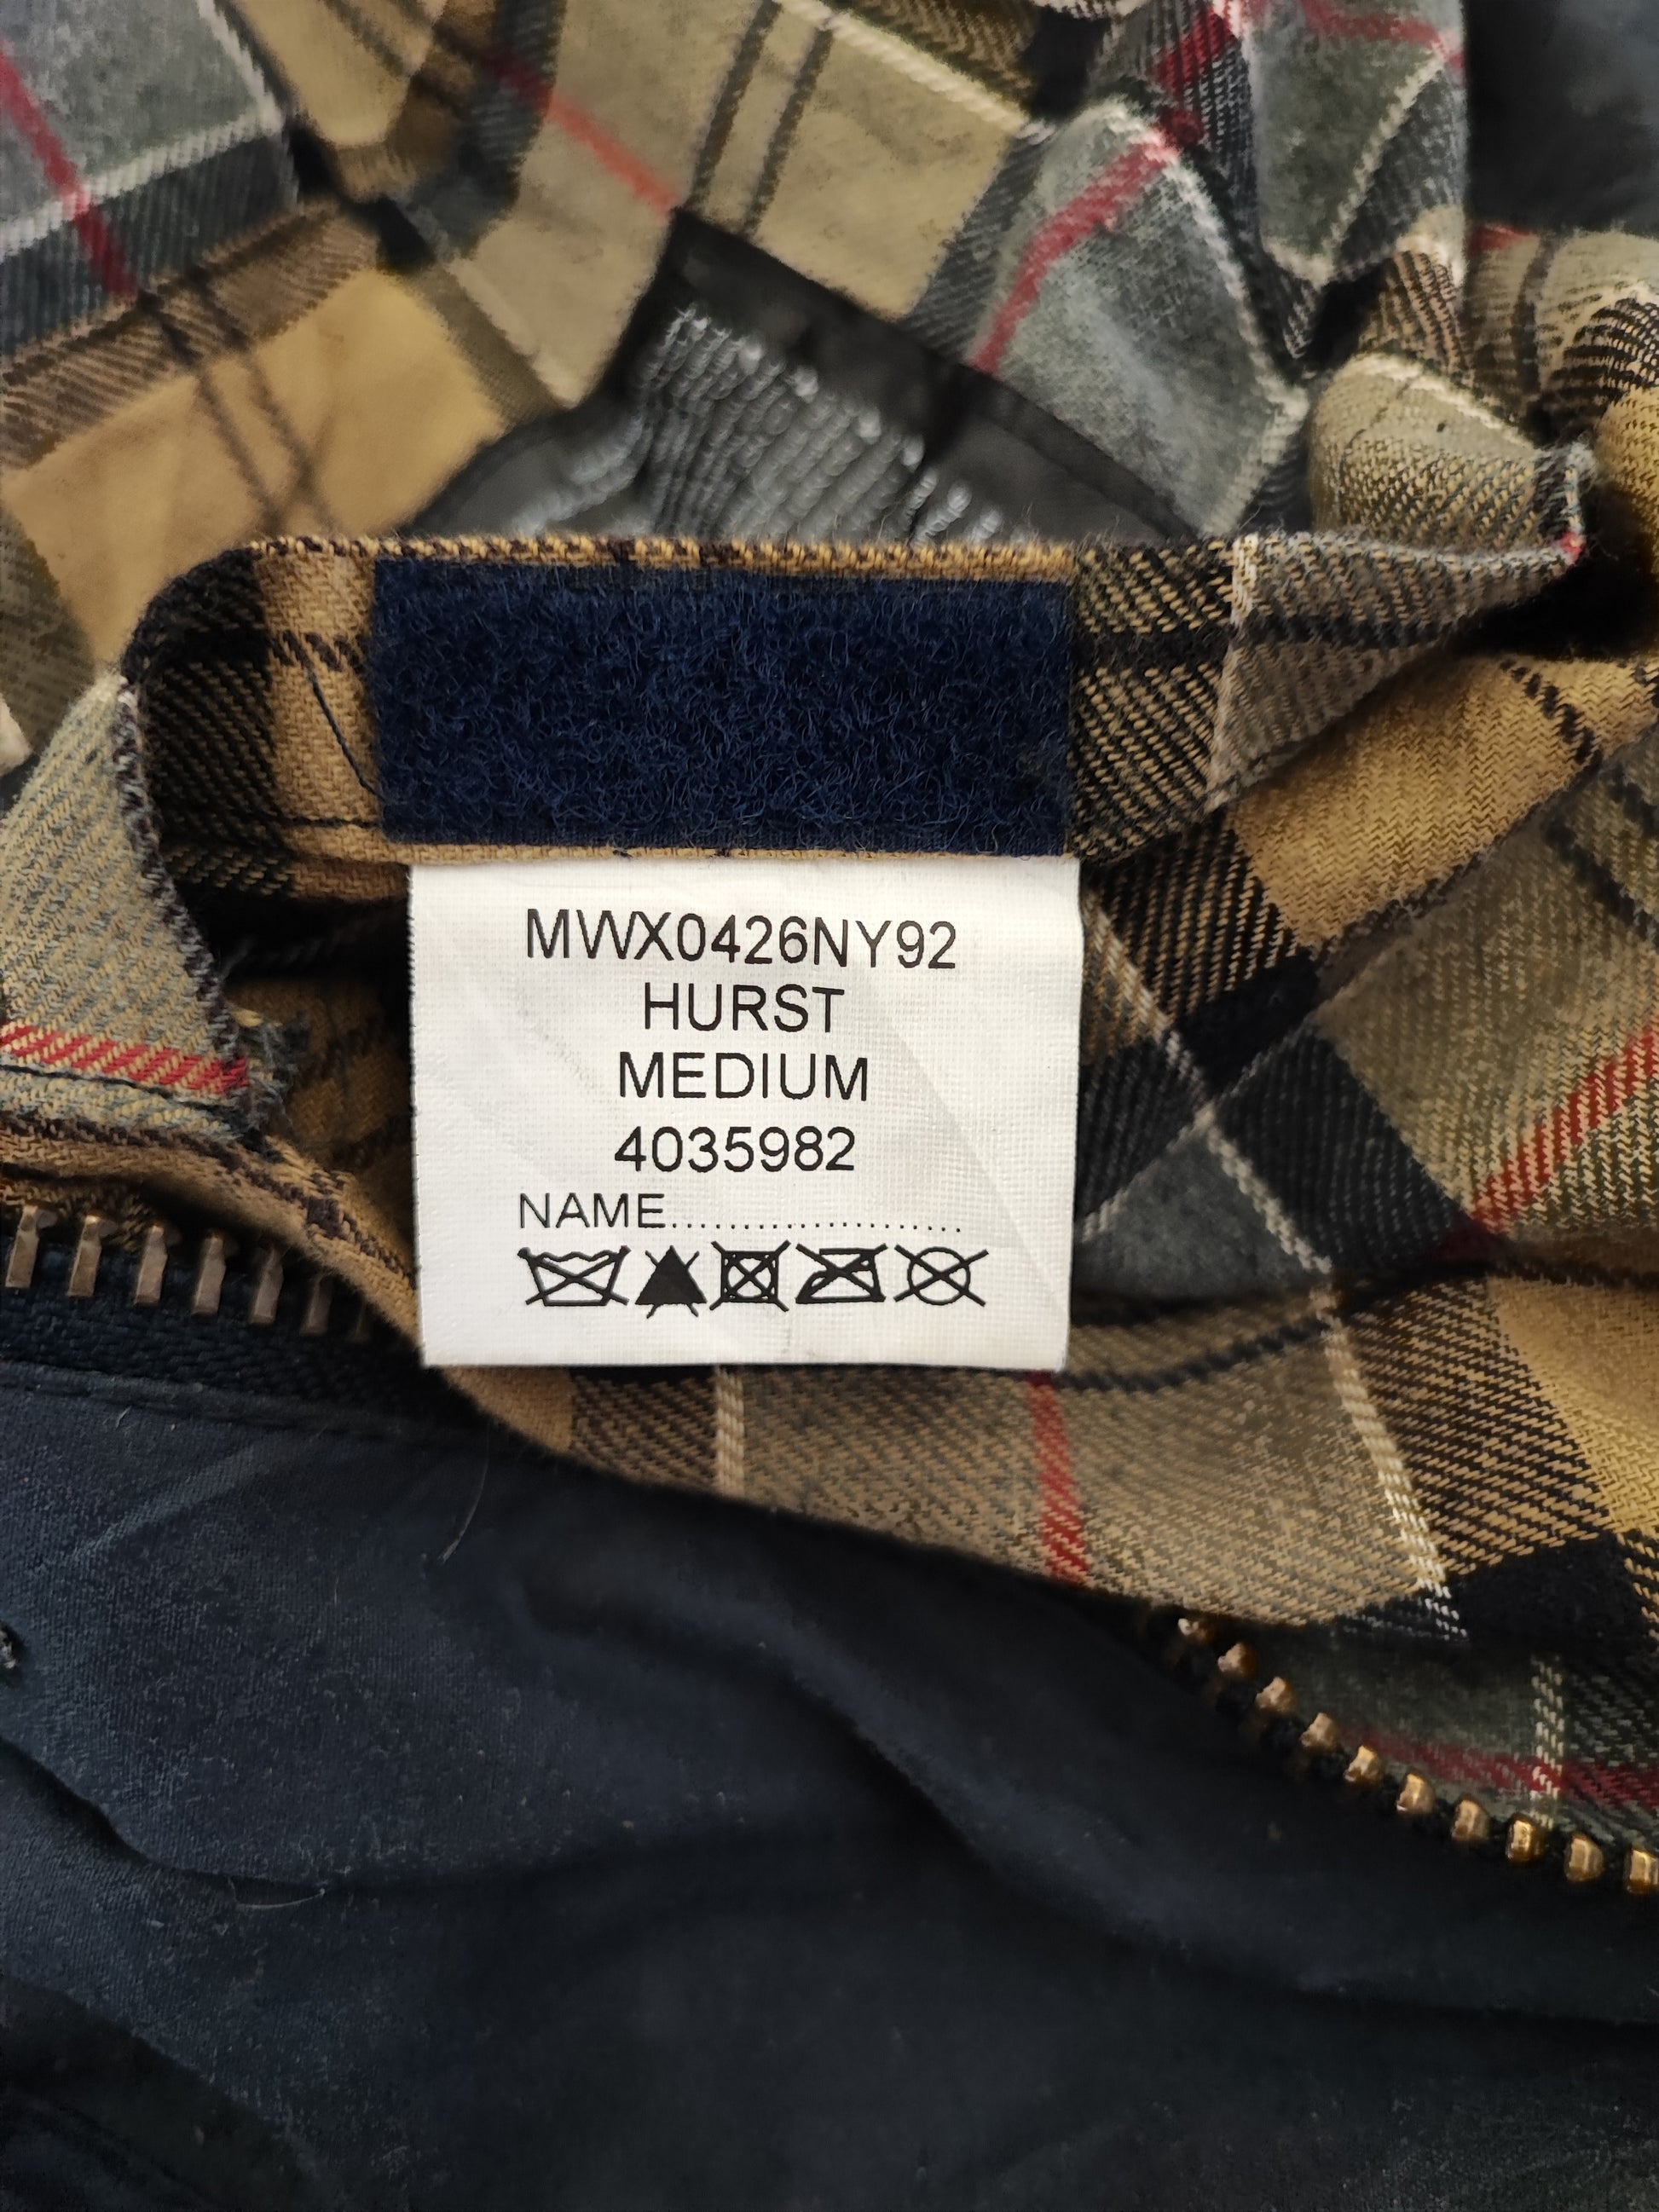 MWX0426NY92
HURST
MEDIUM
4035982
NAME.....................